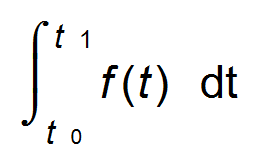 ∫_{t 0}^{t 1} f(t) dt